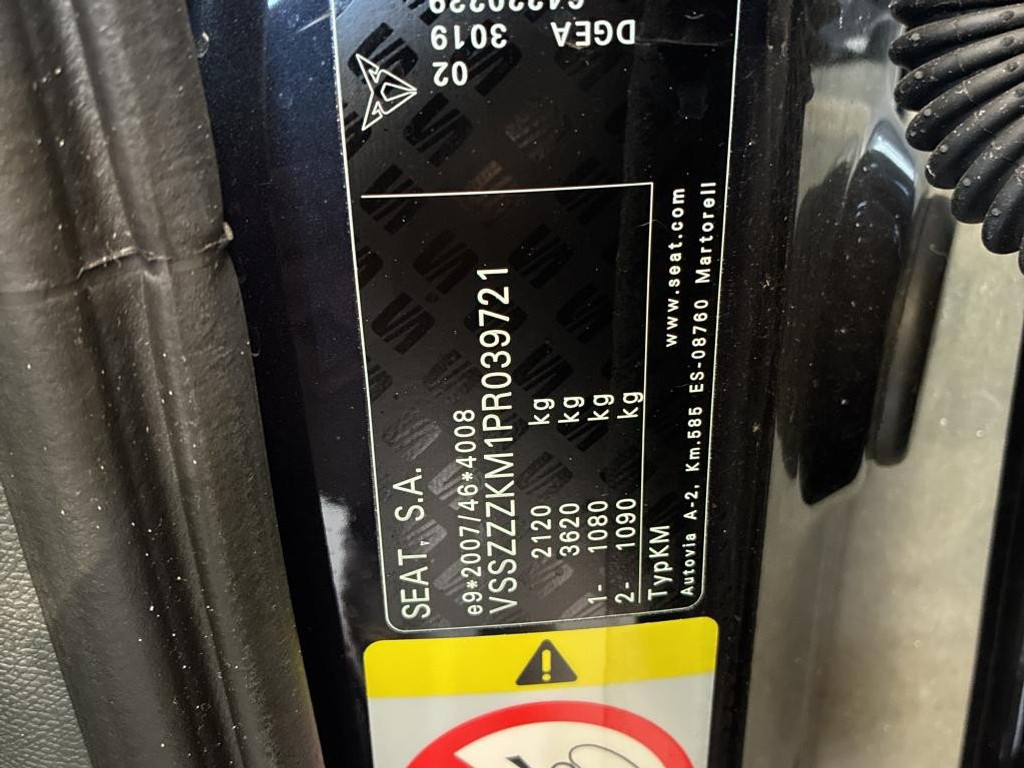 SEAT, S.A.
e9*2007/46*4008
VSSZZZKM1PR039721
2120 kg
3620 kg
1- 1080 kg
2- 1090 kg
TypKM
www.seat.com
Autovia A-2, Km.585 ES-08760 Martorell
02
3019 DGEA
64220229